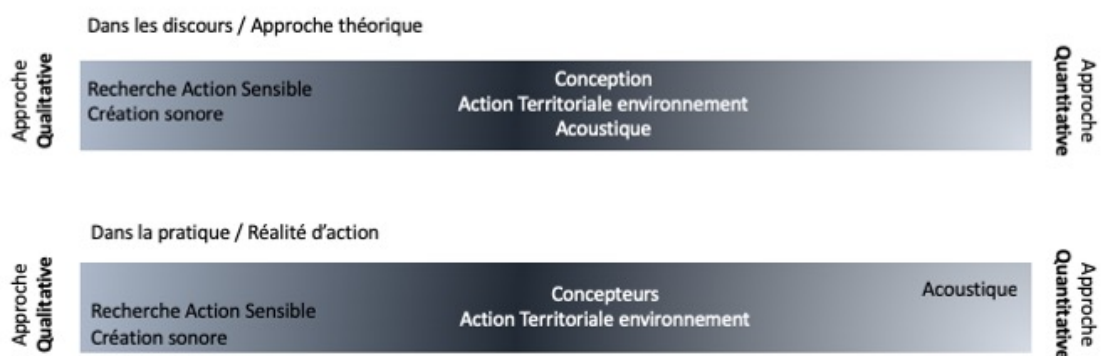 Dans les discours / Approche théorique
Approche
Qualitative
Recherche Action Sensible
Création sonore
Conception
Action Territoriale environnement
Acoustique
Approche
Quantitative
Dans la pratique / Réalité d'action
Approche
Qualitative
Recherche Action Sensible
Création sonore
Concepteurs
Action Territoriale environnement
Acoustique
Approche
Quantitative